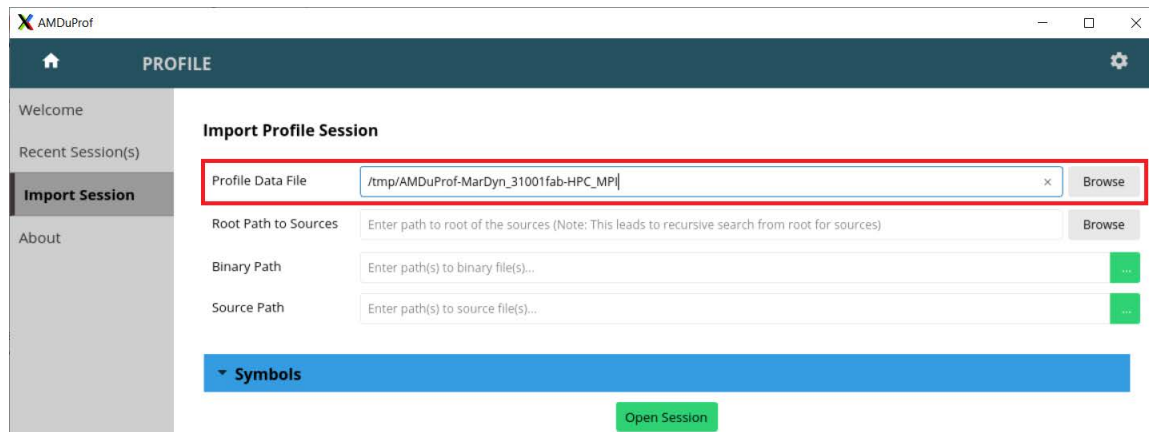 AMDuProf
PROFILE
Welcome
Recent Session(s)
Import Session
About
Import Profile Session
Profile Data File /tmp/AMDuProf-MarDyn_31001fab-HPC_MPI × Browse
Root Path to Sources Enter path to root of the sources (Note: This leads to recursive search from root for sources) Browse
Binary Path Enter path(s) to binary file(s)... ...
Source Path Enter path(s) to source file(s)... ...
Symbols
Open Session